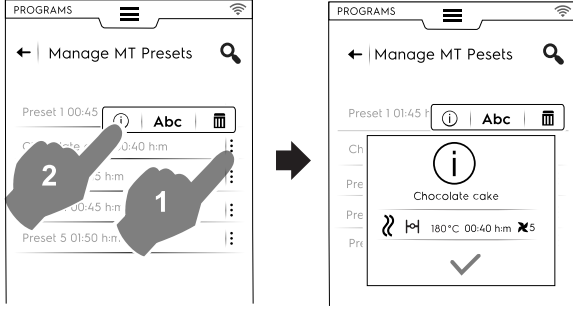 PROGRAMS
Manage MT Presets
Preset 1 00:45
i Abc
0:40 h:m
2
5 h:m
1
00:45 h:m
Preset 5 01:50 h:m
PROGRAMS
Manage MT Pesets
Preset 1 01:45 h
i Abc
Ch
i
Pre
Chocolate cake
Pre
180°C 00:40 h:m 5
Pre